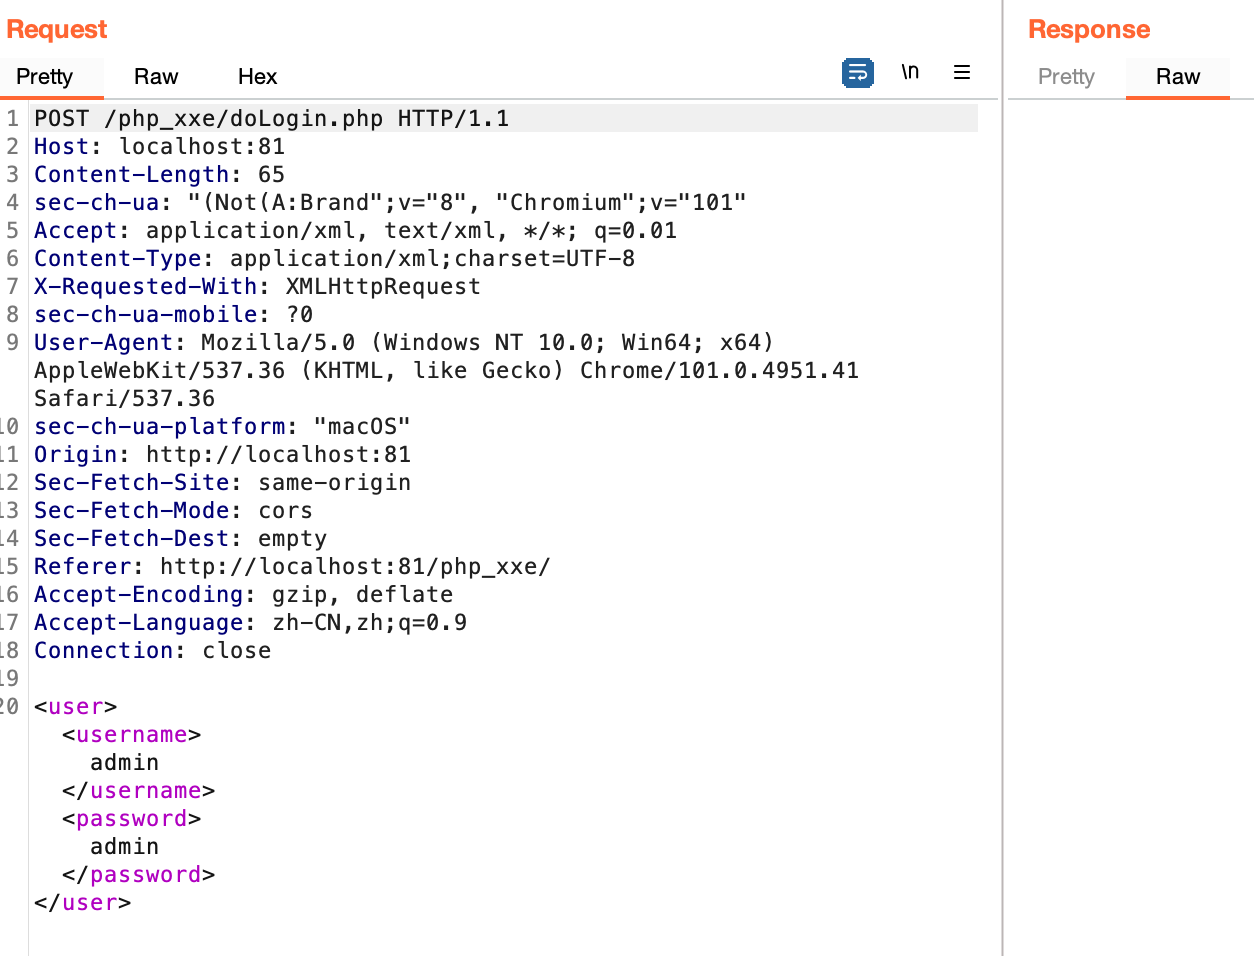 Request
Pretty Raw Hex \n
1 POST /php_xxe/doLogin.php HTTP/1.1
2 Host: localhost:81
3 Content-Length: 65
4 sec-ch-ua: "(Not(A:Brand";v="8", "Chromium";v="101"
5 Accept: application/xml, text/xml, */*; q=0.01
6 Content-Type: application/xml;charset=UTF-8
7 X-Requested-With: XMLHttpRequest
8 sec-ch-ua-mobile: ?0
9 User-Agent: Mozilla/5.0 (Windows NT 10.0; Win64; x64)
AppleWebKit/537.36 (KHTML, like Gecko) Chrome/101.0.4951.41
Safari/537.36
10 sec-ch-ua-platform: "macOS"
11 Origin: http://localhost:81
12 Sec-Fetch-Site: same-origin
13 Sec-Fetch-Mode: cors
14 Sec-Fetch-Dest: empty
15 Referer: http://localhost:81/php_xxe/
16 Accept-Encoding: gzip, deflate
17 Accept-Language: zh-CN,zh;q=0.9
18 Connection: close
19
20 <user>
<username>
admin
</username>
<password>
admin
</password>
</user>
Response
Pretty Raw